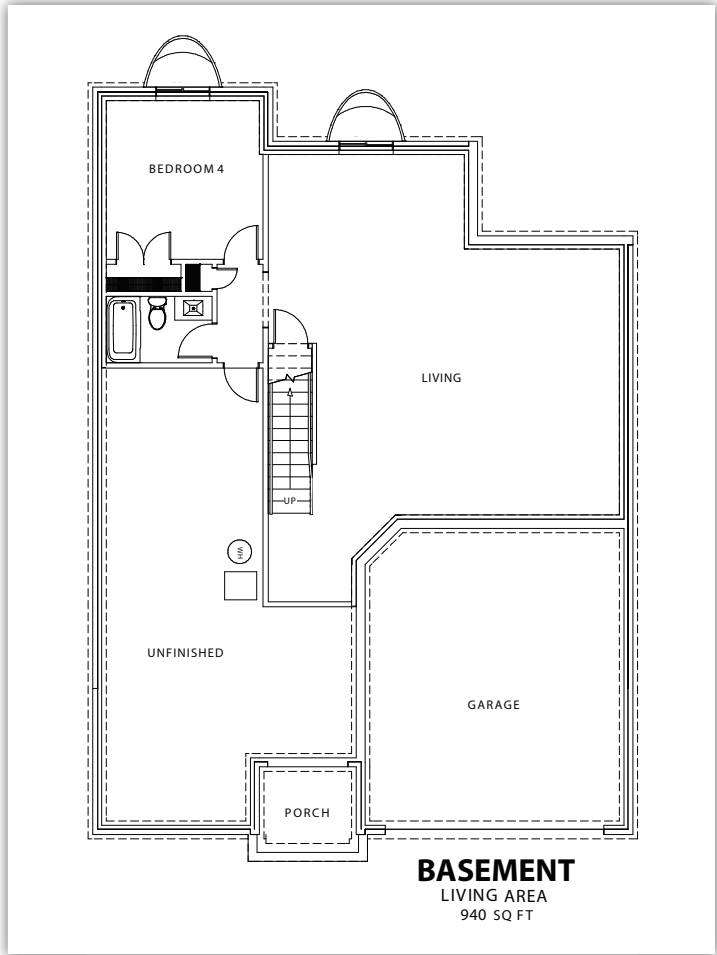 BEDROOM 4
LIVING
UP
WH
UNFINISHED
GARAGE
PORCH
BASEMENT
LIVING AREA
940 SQ FT